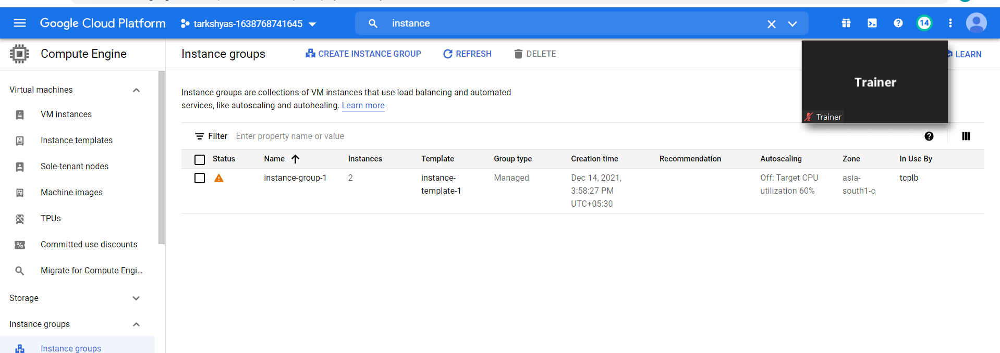 Google Cloud Platform
tarkshyas-1638768741645
instance
14
Compute Engine
Instance groups
CREATE INSTANCE GROUP
REFRESH
DELETE
LEARN
Trainer
Trainer
Virtual machines
VM instances
Instance templates
Sole-tenant nodes
Machine images
TPUs
Committed use discounts
Migrate for Compute Engi...
Storage
Instance groups
Instance groups
Instance groups are collections of VM instances that use load balancing and automated
services, like autoscaling and autohealing. Learn more
Filter Enter property name or value
Status Name Instances Template Group type Creation time Recommendation Autoscaling Zone In Use By
instance-group-1 2 instance- Managed Dec 14, 2021, Off: Target CPU asia- tcplb
template-1 3:58:27 PM utilization 60% south1-c
UTC+05:30